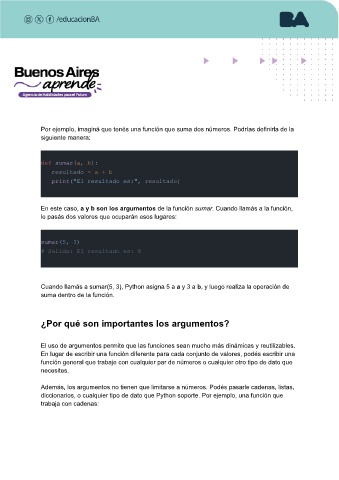 /educacionBA
BA
Buenos Aires
aprende
Agencia de Habilidades para el Futuro
Por ejemplo, imaginá que tenés una función que suma dos números. Podrías definirla de la
siguiente manera:
def sumar(a, b):
resultado = a + b
print("El resultado es:", resultado)
En este caso, a y b son los argumentos de la función sumar. Cuando llamás a la función,
le pasás dos valores que ocuparán esos lugares:
sumar(5, 3)
# Salida: El resultado es: 8
Cuando llamás a sumar(5, 3), Python asigna 5 a a y 3 a b, y luego realiza la operación de
suma dentro de la función.
¿Por qué son importantes los argumentos?
El uso de argumentos permite que las funciones sean mucho más dinámicas y reutilizables.
En lugar de escribir una función diferente para cada conjunto de valores, podés escribir una
función general que trabaje con cualquier par de números o cualquier otro tipo de dato que
necesites.
Además, los argumentos no tienen que limitarse a números. Podés pasarle cadenas, listas,
diccionarios, o cualquier tipo de dato que Python soporte. Por ejemplo, una función que
trabaja con cadenas: